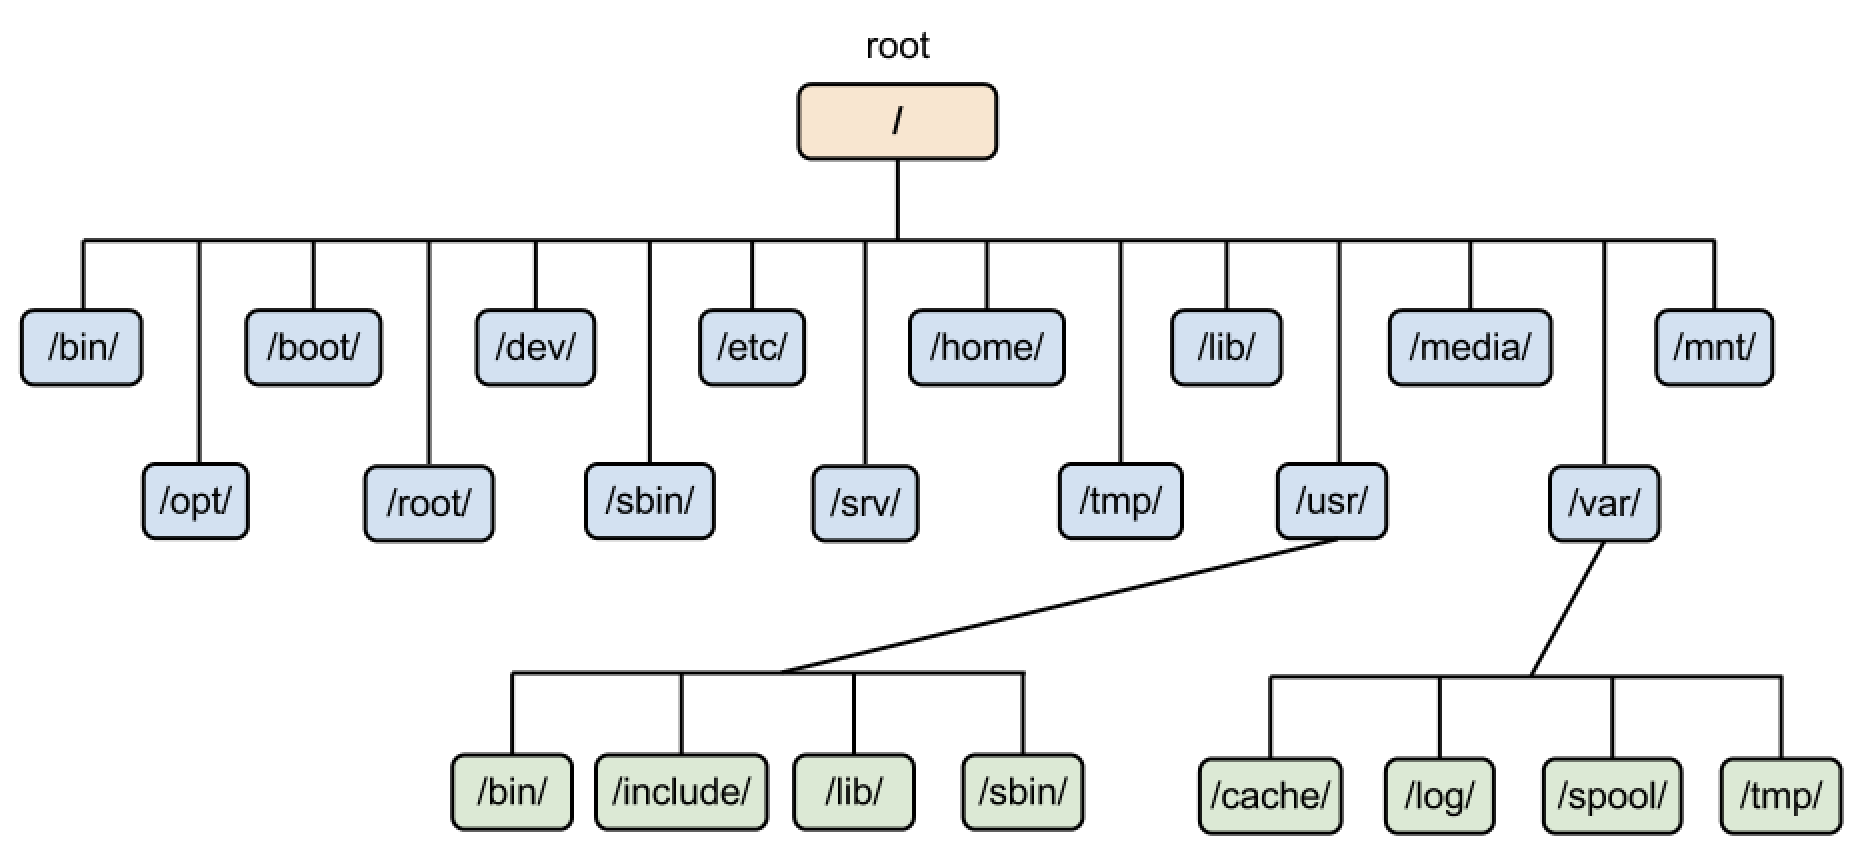 root
/
/bin/
/boot/
/dev/
/etc/
/home/
/lib/
/media/
/mnt/
/opt/
/root/
/sbin/
/srv/
/tmp/
/usr/
/var/
/bin/
/include/
/lib/
/sbin/
/cache/
/log/
/spool/
/tmp/